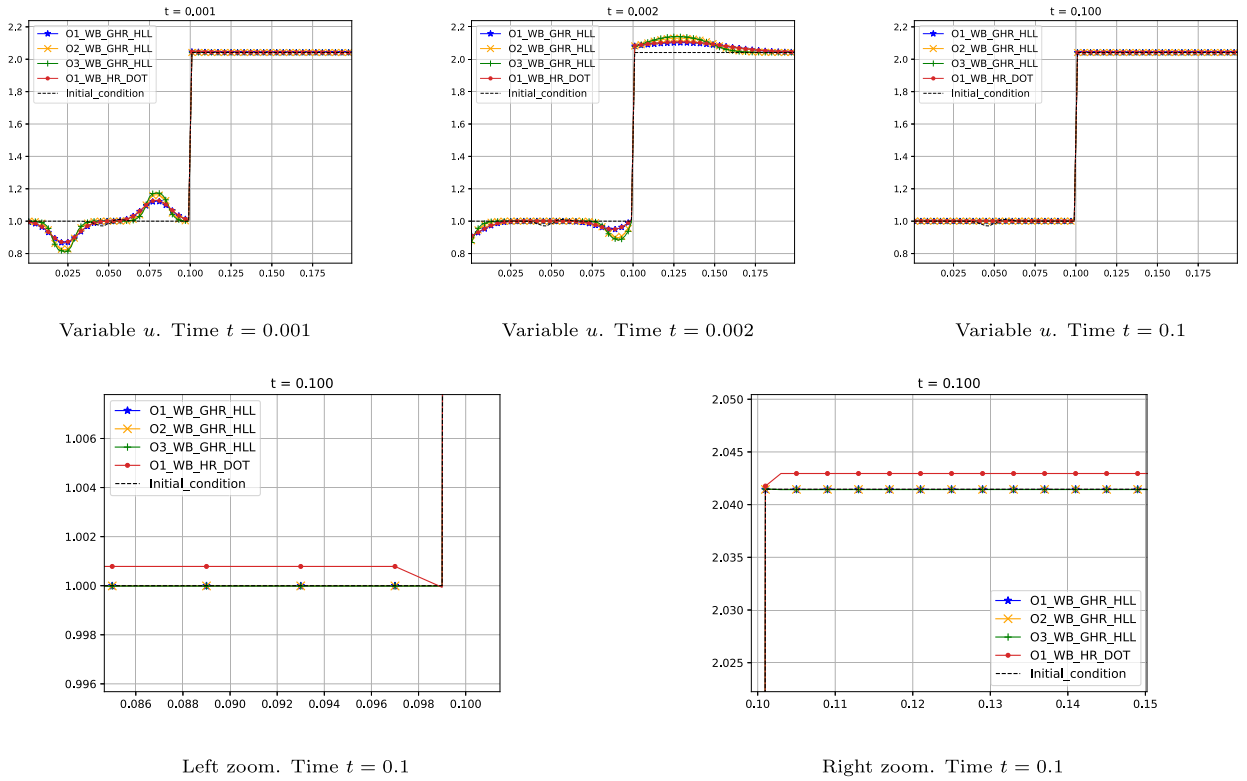 t = 0.001
2.2
2.0
1.8
1.6
1.4
1.2
1.0
0.8
O1_WB_GHR_HLL
O2_WB_GHR_HLL
O3_WB_GHR_HLL
O1_WB_HR_DOT
Initial_condition
0.025 0.050 0.075 0.100 0.125 0.150 0.175
Variable u. Time t = 0.001
t = 0.002
2.2
2.0
1.8
1.6
1.4
1.2
1.0
0.8
O1_WB_GHR_HLL
O2_WB_GHR_HLL
O3_WB_GHR_HLL
O1_WB_HR_DOT
Initial_condition
0.025 0.050 0.075 0.100 0.125 0.150 0.175
Variable u. Time t = 0.002
t = 0.100
2.2
2.0
1.8
1.6
1.4
1.2
1.0
0.8
O1_WB_GHR_HLL
O2_WB_GHR_HLL
O3_WB_GHR_HLL
O1_WB_HR_DOT
Initial_condition
0.025 0.050 0.075 0.100 0.125 0.150 0.175
Variable u. Time t = 0.1
t = 0.100
1.006
1.004
1.002
1.000
0.998
0.996
O1_WB_GHR_HLL
O2_WB_GHR_HLL
O3_WB_GHR_HLL
O1_WB_HR_DOT
Initial_condition
0.086 0.088 0.090 0.092 0.094 0.096 0.098 0.100
Left zoom. Time t = 0.1
t = 0.100
2.050
2.045
2.040
2.035
2.030
2.025
O1_WB_GHR_HLL
O2_WB_GHR_HLL
O3_WB_GHR_HLL
O1_WB_HR_DOT
Initial_condition
0.10 0.11 0.12 0.13 0.14 0.15
Right zoom. Time t = 0.1